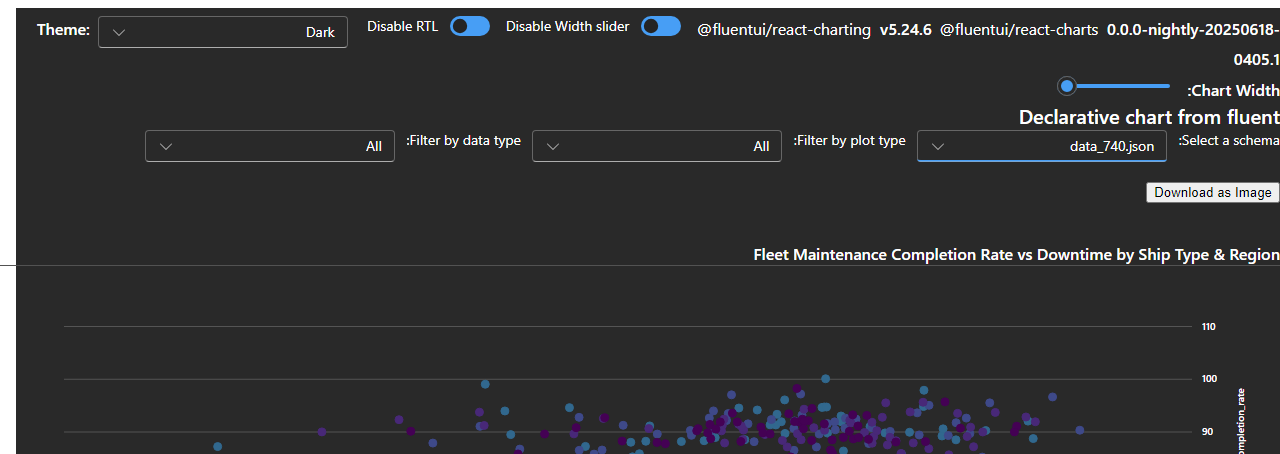 Theme: Dark Disable RTL Disable Width slider @fluentui/react-charting v5.24.6 @fluentui/react-charts 0.0.0-nightly-20250618-
0405.1
:Chart Width
Declarative chart from fluent
All :Filter by data type All :Filter by plot type data_740.json :Select a schema
Download as Image
Fleet Maintenance Completion Rate vs Downtime by Ship Type & Region
110
100
90